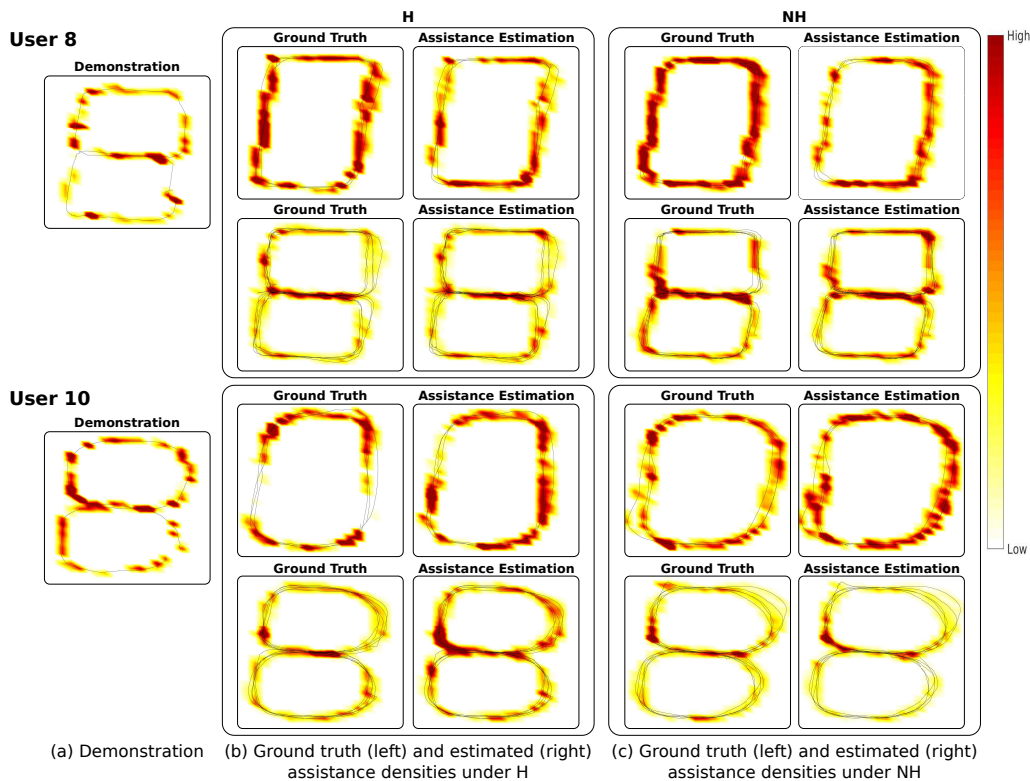 H
NH
User 8
Demonstration
Ground Truth
Assistance Estimation
Ground Truth
Assistance Estimation
High
Ground Truth
Assistance Estimation
Ground Truth
Assistance Estimation
User 10
Demonstration
Ground Truth
Assistance Estimation
Ground Truth
Assistance Estimation
Low
Ground Truth
Assistance Estimation
Ground Truth
Assistance Estimation
(a) Demonstration
(b) Ground truth (left) and estimated (right)
assistance densities under H
(c) Ground truth (left) and estimated (right)
assistance densities under NH